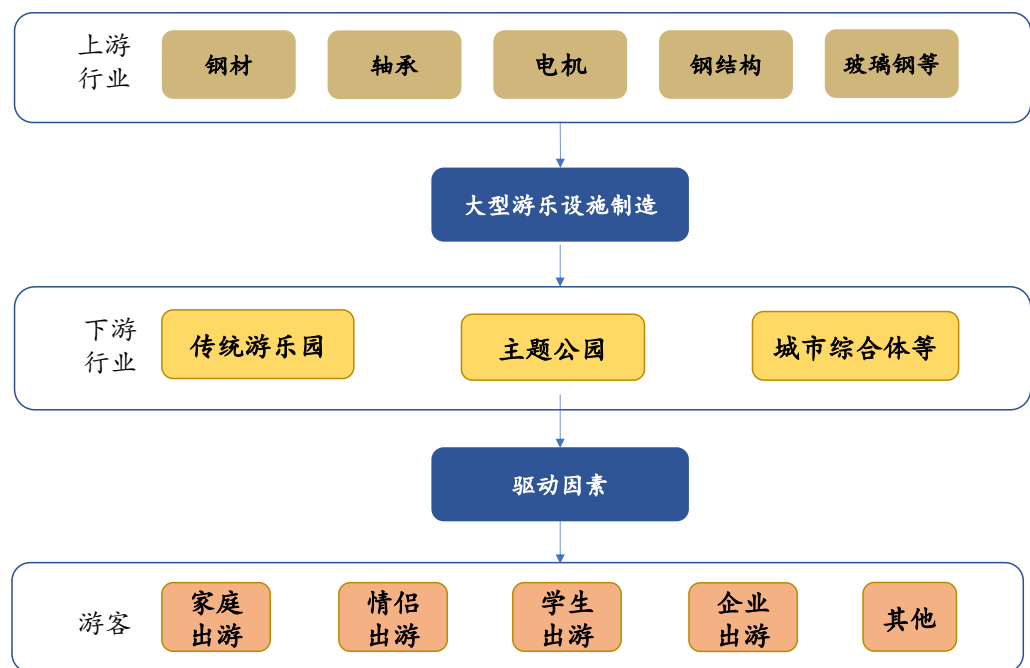 上游
行业
钢材
轴承
电机
钢结构
玻璃钢等
大型游乐设施制造
下游
行业
传统游乐园
主题公园
城市综合体等
驱动因素
游客
家庭
出游
情侣
出游
学生
出游
企业
出游
其他